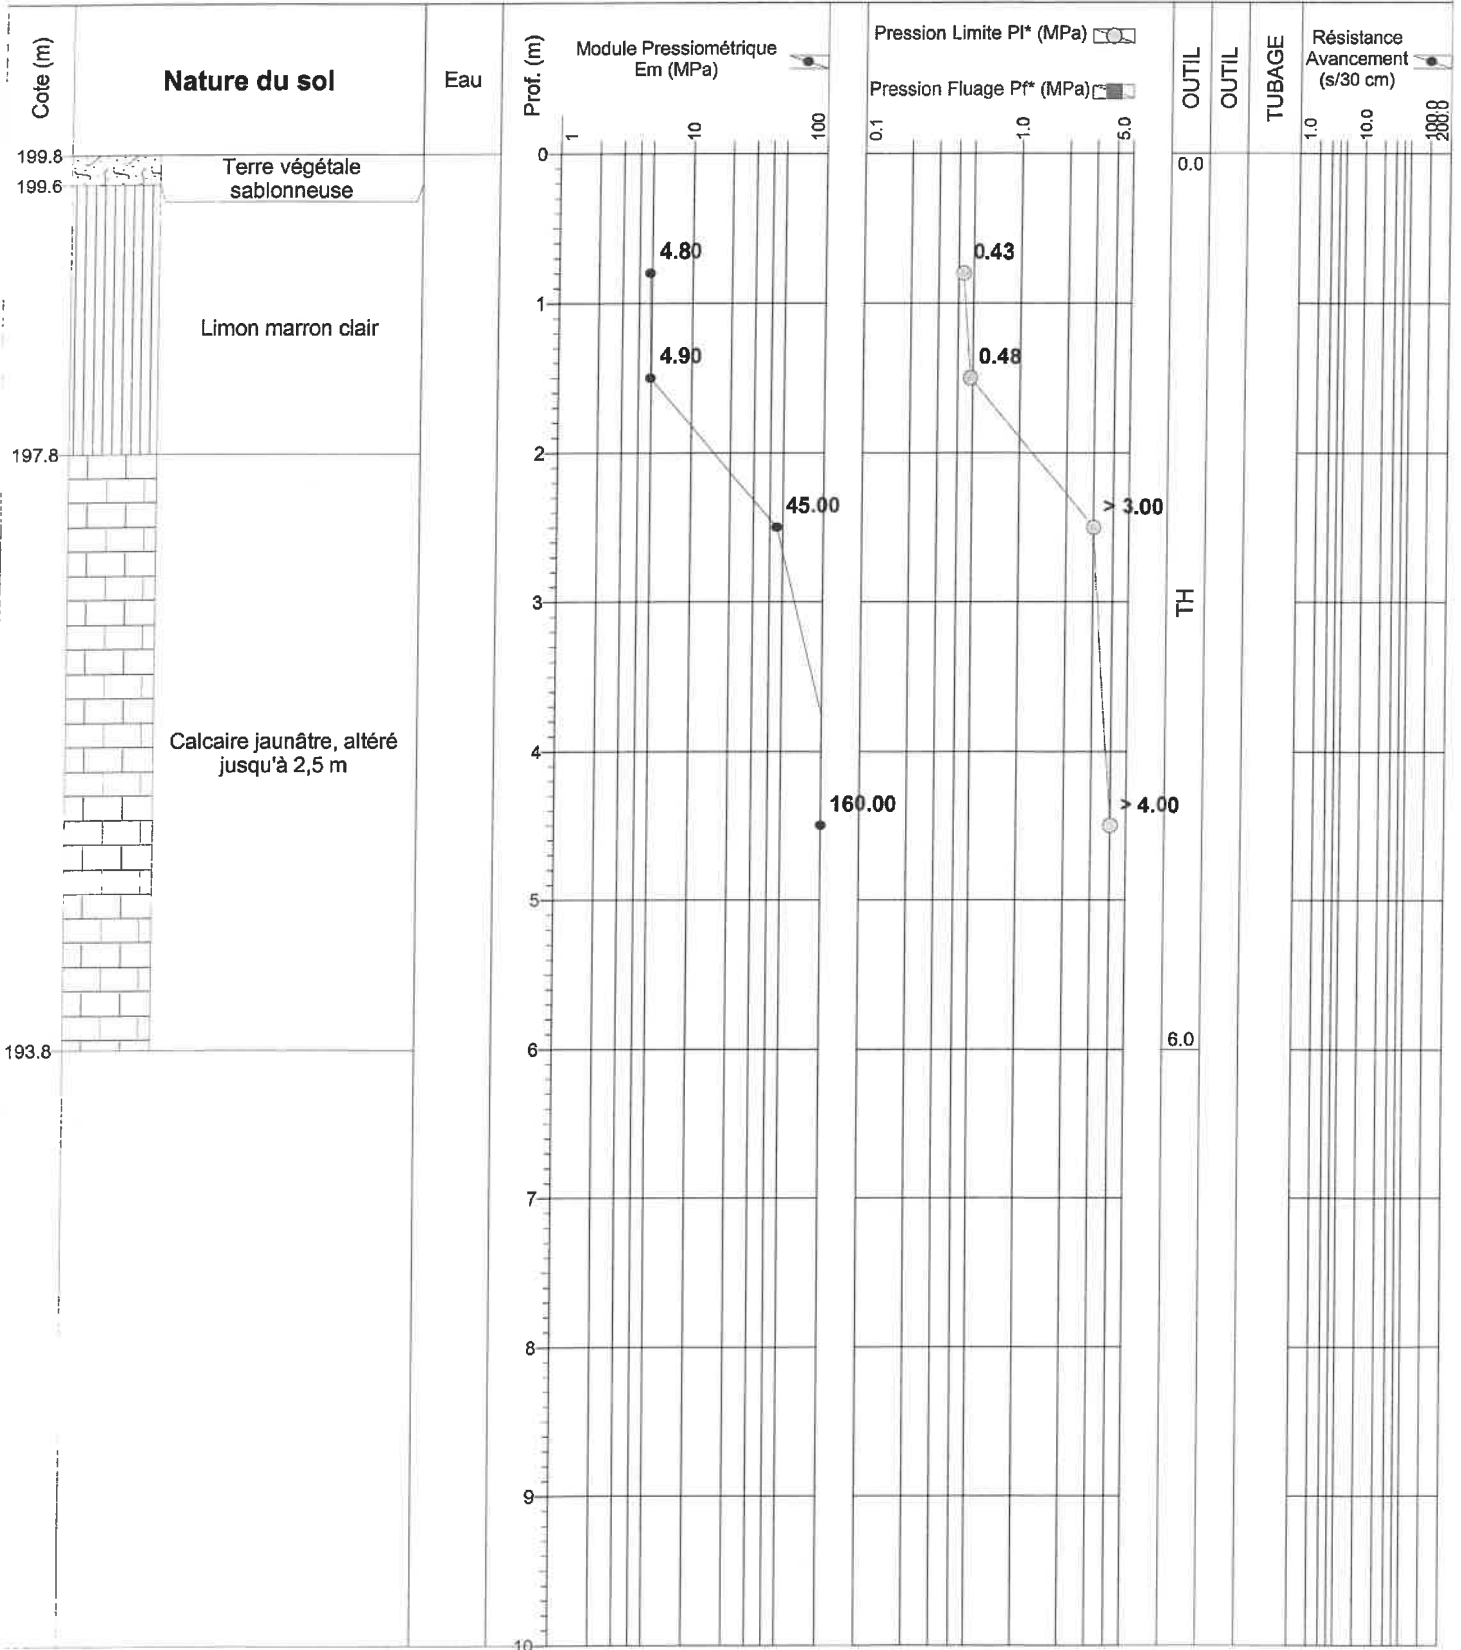 Cote (m)
Nature du sol
Eau
Prof. (m)
Module Pressiométrique
Em (MPa)
1
10
100
Pression Limite Pl* (MPa)
Pression Fluage Pf* (MPa)
0.1
1.0
5.0
OUTIL
OUTIL
TUBAGE
Résistance
Avancement
(s/30 cm)
1.0
10.0
100.0
200.0
199.8
Terre végétale
sablonneuse
199.6
Limon marron clair
197.8
Calcaire jaunâtre, altéré
jusqu'à 2,5 m
193.8
0
1
2
3
4
5
6
7
8
9
10
4.80
4.90
45.00
160.00
0.43
0.48
> 3.00
> 4.00
0.0
TH
6.0